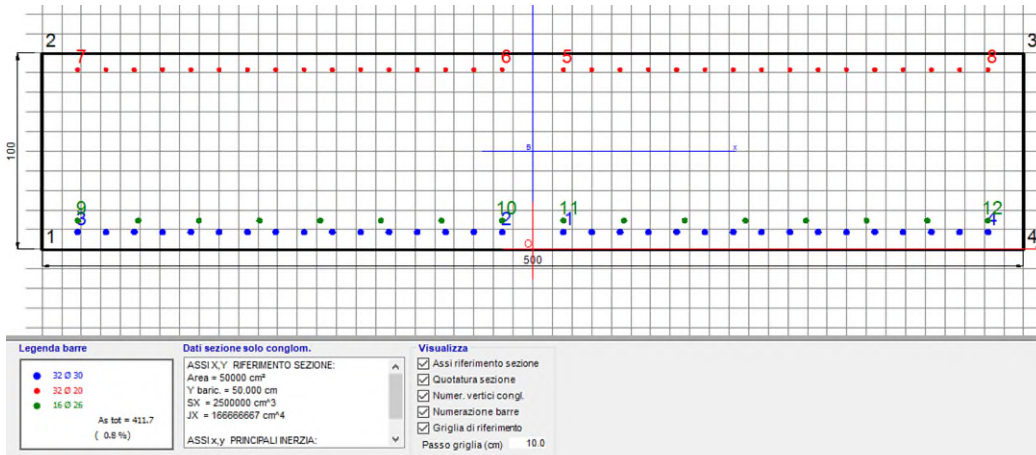 2
3
7
6
5
8
100
B
x
9
10
11
12
3
2
1
4
1
O
4
500
Legenda barre
32 Ø 30
32 Ø 20
16 Ø 26
As tot = 411.7
( 0.8 %)
Dati sezione solo conglom.
ASSI X,Y RIFERIMENTO SEZIONE:
Area = 50000 cm²
Y baric. = 50.000 cm
SX = 2500000 cm^3
JX = 166666667 cm^4
ASSI x,y PRINCIPALI INERZIA:
Visualizza
Assi riferimento sezione
Quotatura sezione
Numer. vertici congl.
Numerazione barre
Griglia di riferimento
Passo griglia (cm) 10.0